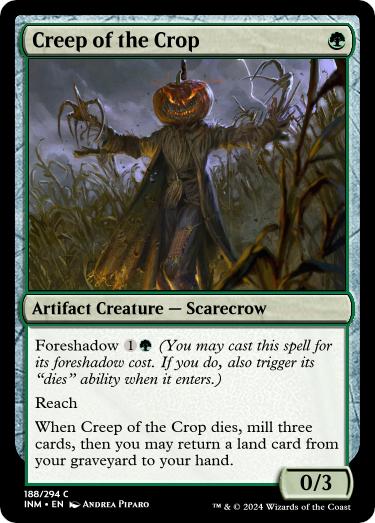 Creep of the Crop
Artifact Creature — Scarecrow
Foreshadow 1 (You may cast this spell for
its foreshadow cost. If you do, also trigger its
“dies” ability when it enters.)
Reach
When Creep of the Crop dies, mill three
cards, then you may return a land card from
your graveyard to your hand.
0/3
188/294 C
INM • EN Andrea Piparo
™ & © 2024 Wizards of the Coast